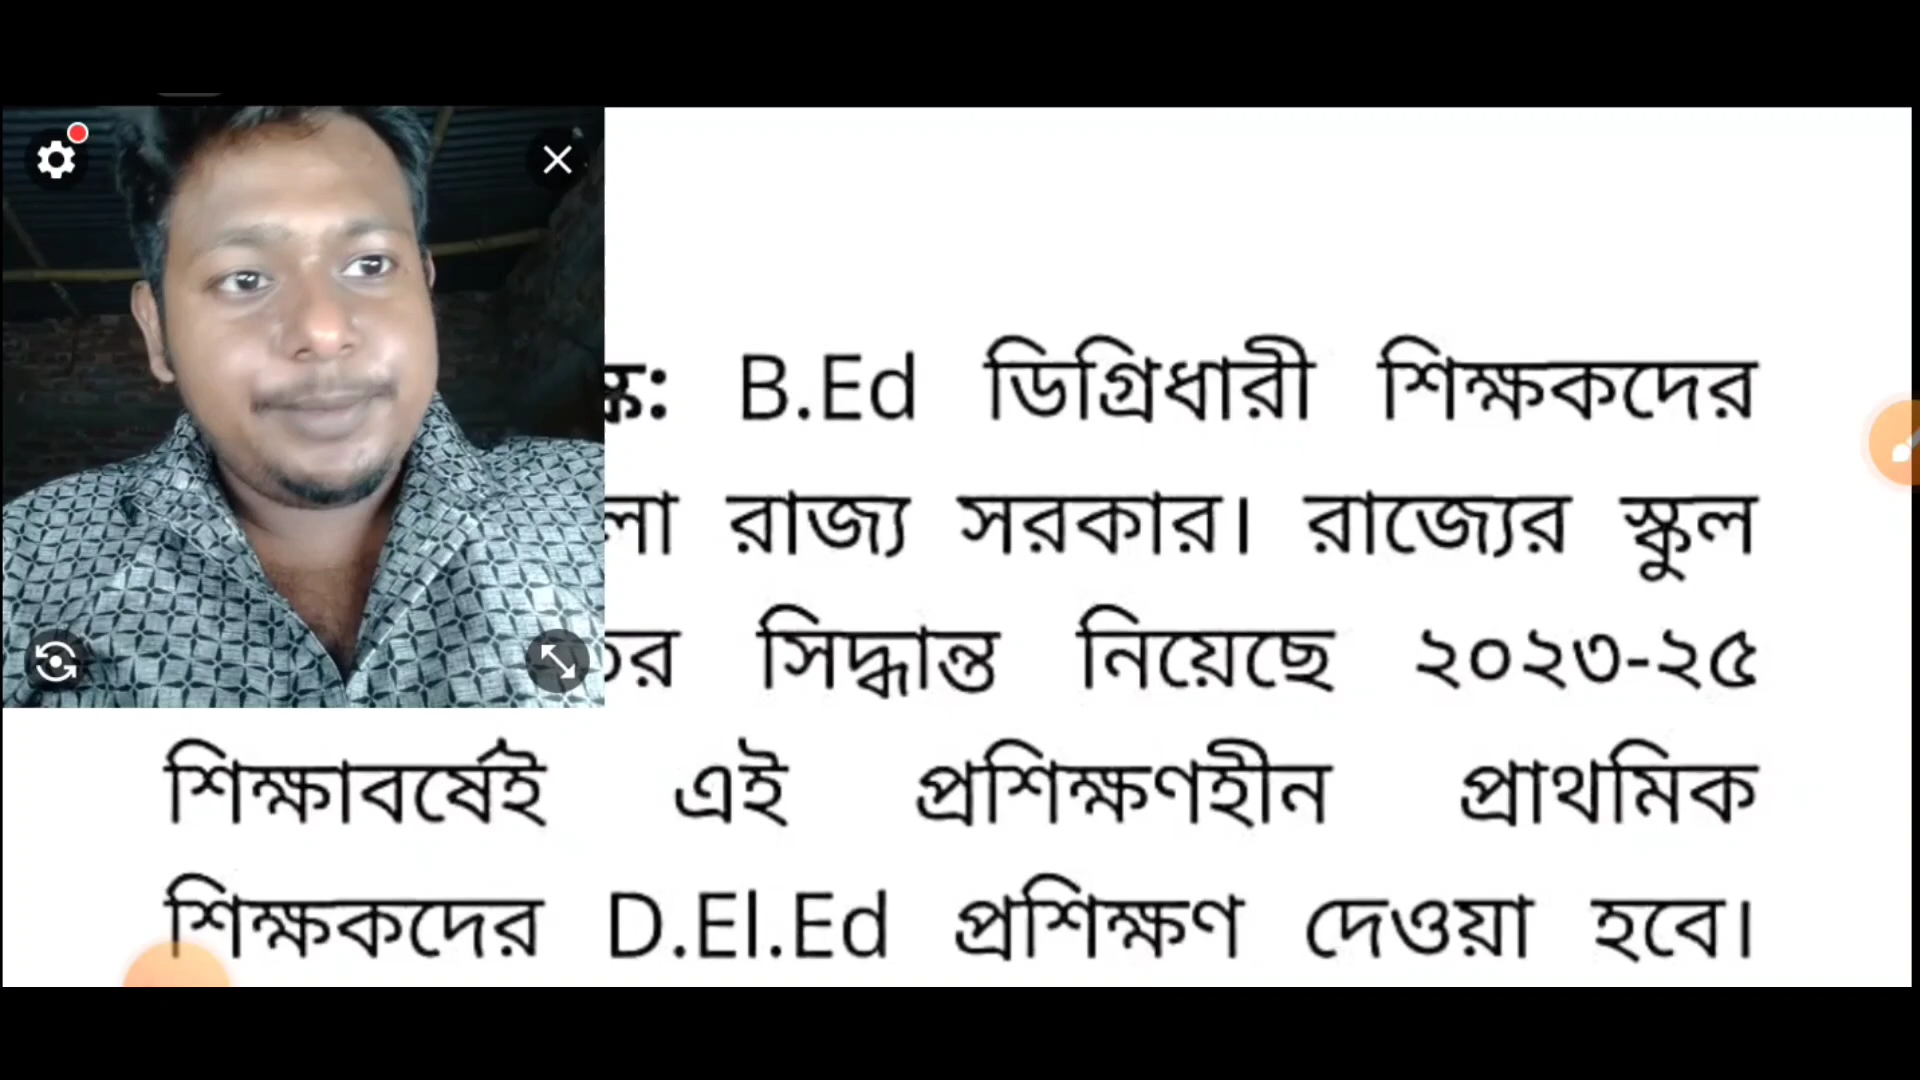 B.Ed ডিগ্রিধারী শিক্ষকদের
রাজ্য সরকার। রাজ্যের স্কুল
সিদ্ধান্ত নিয়েছে ২০২৩-২৫
শিক্ষাবর্ষেই এই প্রশিক্ষণহীন প্রাথমিক
শিক্ষকদের D.El.Ed প্রশিক্ষণ দেওয়া হবে।